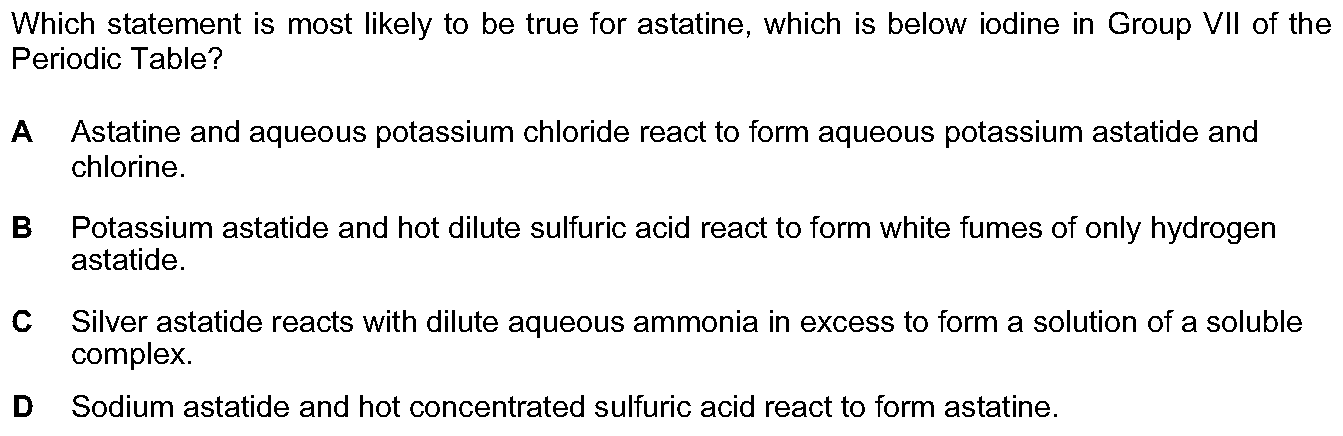 Which statement is most likely to be true for astatine, which is below iodine in Group VII of the
Periodic Table?
A Astatine and aqueous potassium chloride react to form aqueous potassium astatide and
chlorine.
B Potassium astatide and hot dilute sulfuric acid react to form white fumes of only hydrogen
astatide.
C Silver astatide reacts with dilute aqueous ammonia in excess to form a solution of a soluble
complex.
D Sodium astatide and hot concentrated sulfuric acid react to form astatine.